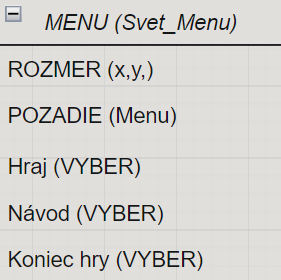 MENU (Svet_Menu)
ROZMER (x,y,)
POZADIE (Menu)
Hraj (VYBER)
Návod (VYBER)
Koniec hry (VYBER)